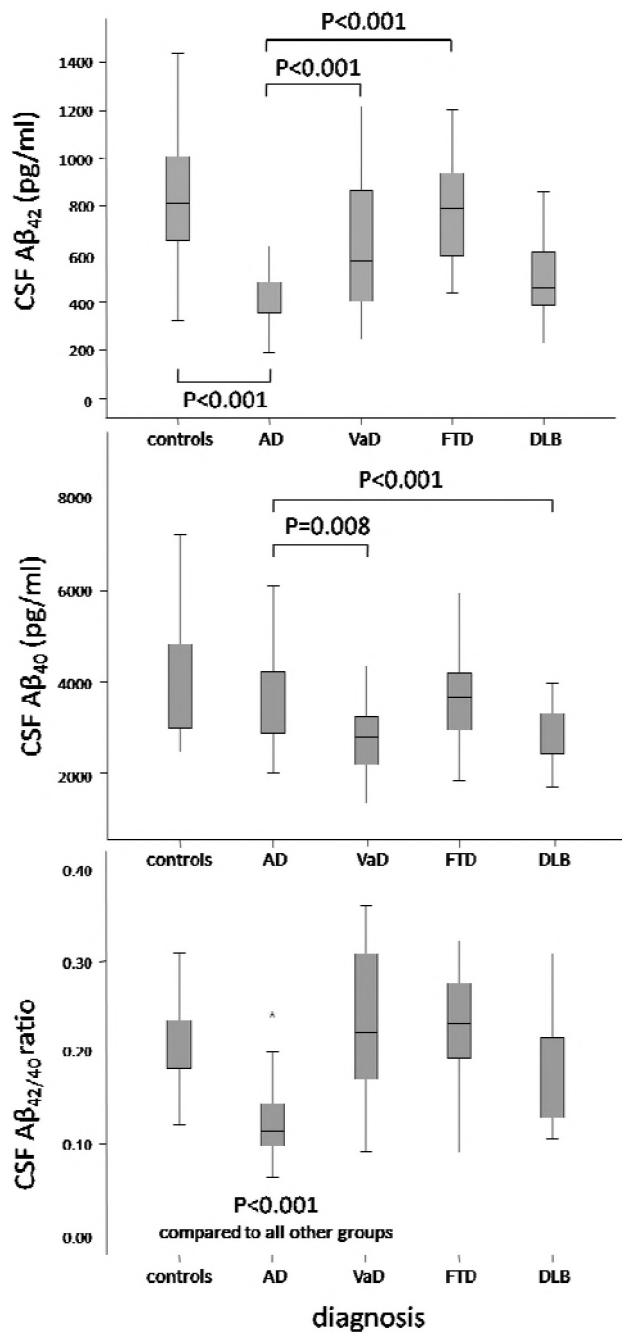 P<0.001
P<0.001
1400
1200
1000
800
600
400
200
0
CSF Aβ42 (pg/ml)
P<0.001
controls AD VaD FTD DLB
P<0.001
P=0.008
8000
6000
4000
2000
CSF Aβ40 (pg/ml)
controls AD VaD FTD DLB
0.40
0.30
0.20
0.10
0.00
CSF Aβ42/40 ratio
P<0.001
compared to all other groups
controls AD VaD FTD DLB
diagnosis